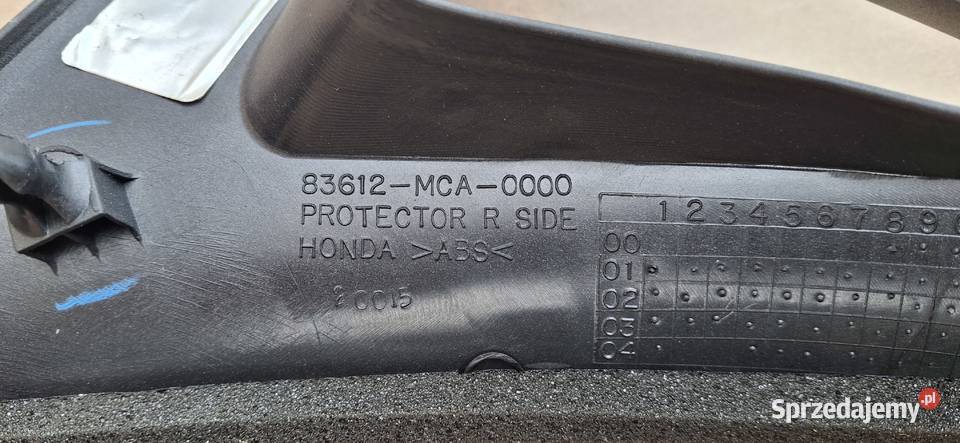 83612-MCA-0000
PROTECTOR R SIDE
HONDA >ABS<
0015
1 2 3 4 5 6 7 8 9
00
01
02
03
04
Sprzedajemy.pl